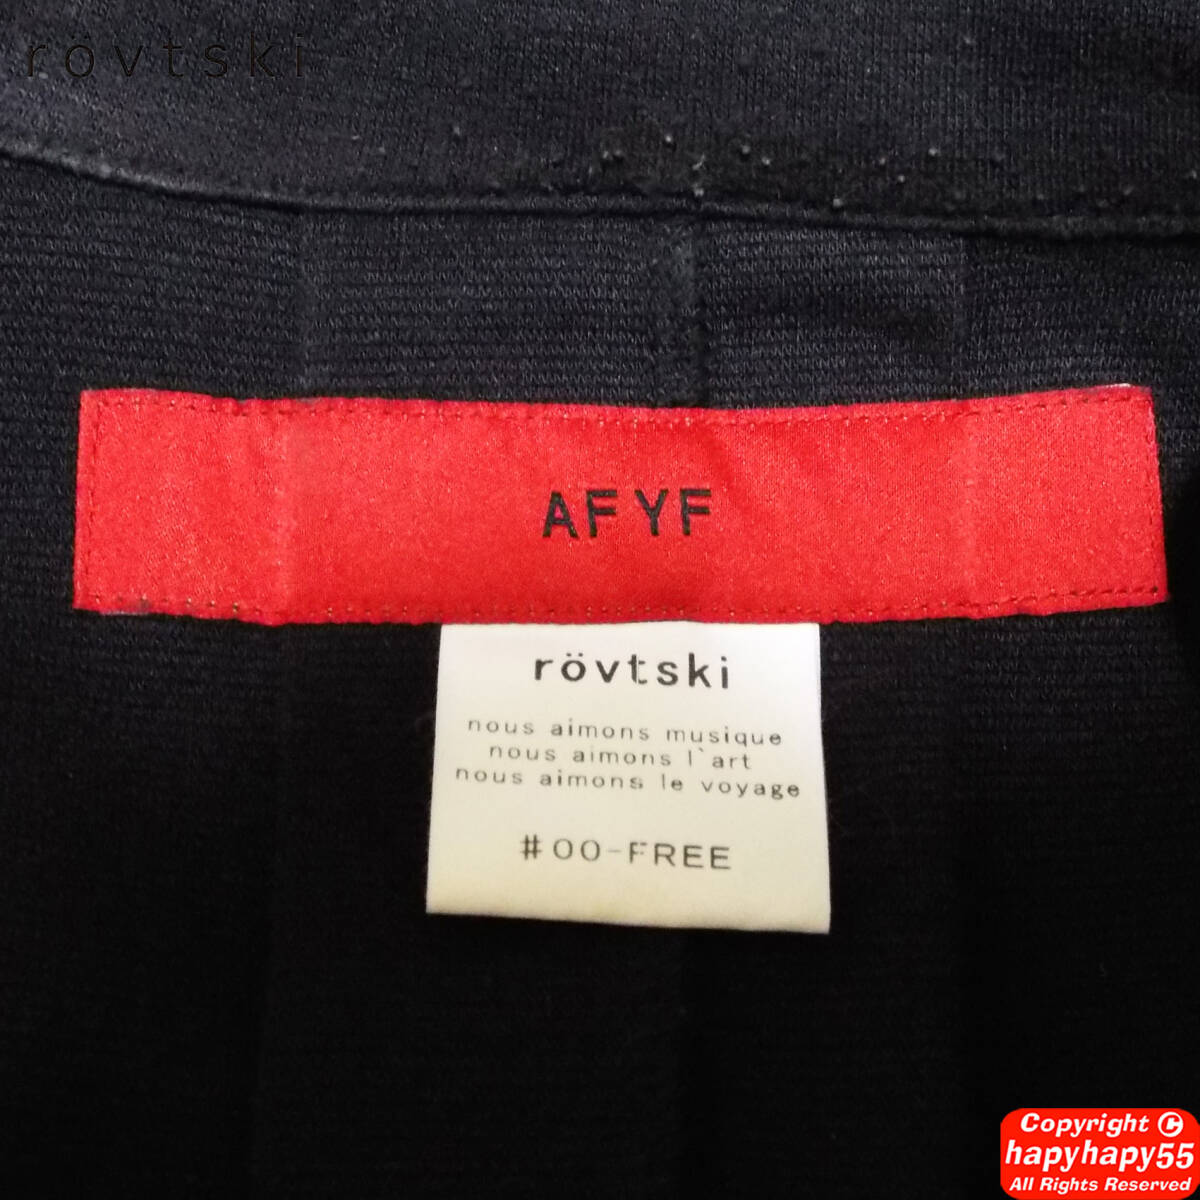 rövtski
AFYF
rövtski
nous aimons musique
nous aimons l`art
nous aimons le voyage
#00-FREE
Copyright ©
hapyhapy55
All Rights Reserved